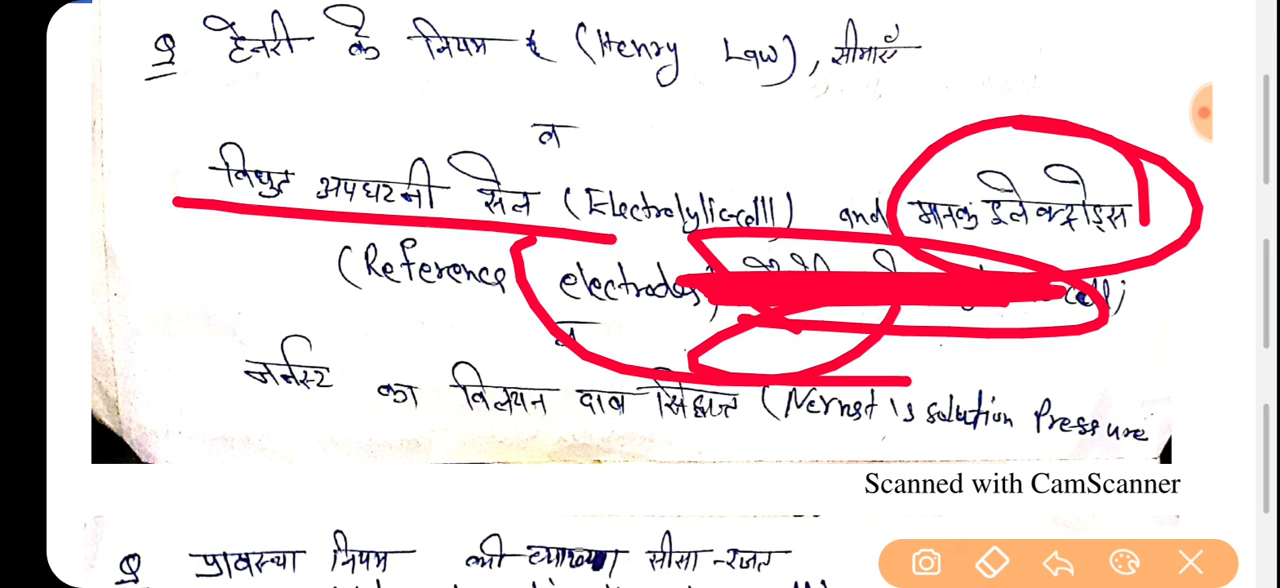 Q हेनरी के नियम (Henry Law), सीमाएँ
व
विधुट अपघटनी सेल (Electrolytic cell) and मानक इलेक्ट्रोड्स
(Reference electrodes) cell)
व
नर्नस्ट का विलयन दाब सिद्धान्त (Nernst's solution Pressure
Scanned with CamScanner
Q प्रावस्था नियम की व्याख्या सीसा-रजत